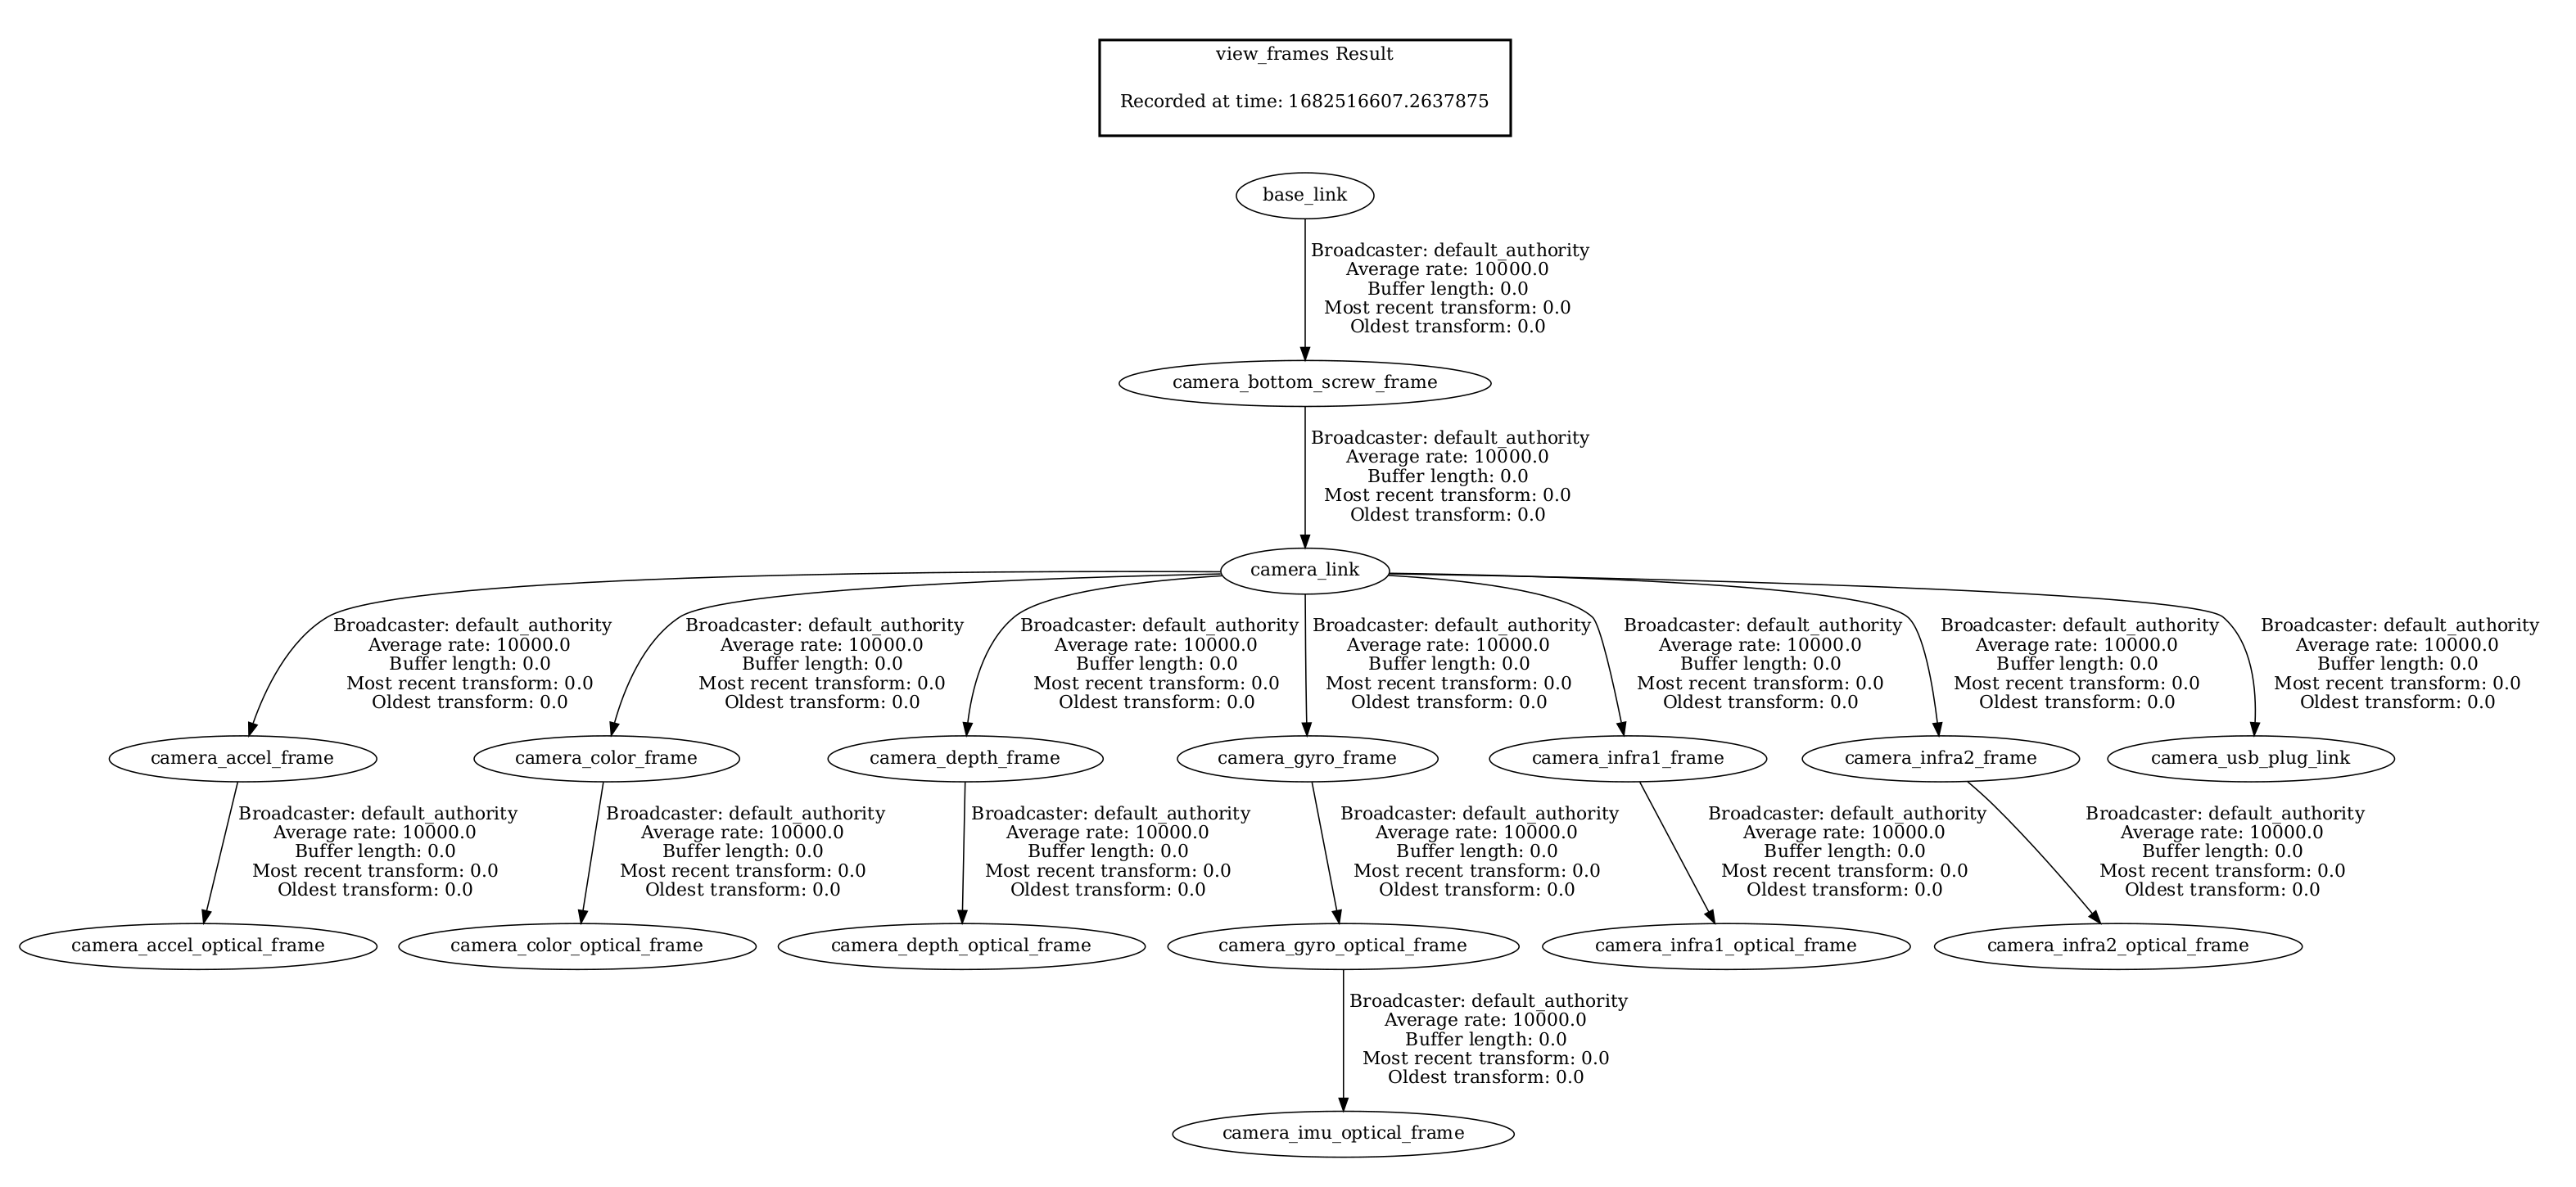 view_frames Result
Recorded at time: 1682516607.2637875
base_link
Broadcaster: default_authority
Average rate: 10000.0
Buffer length: 0.0
Most recent transform: 0.0
Oldest transform: 0.0
camera_bottom_screw_frame
Broadcaster: default_authority
Average rate: 10000.0
Buffer length: 0.0
Most recent transform: 0.0
Oldest transform: 0.0
camera_link
Broadcaster: default_authority
Average rate: 10000.0
Buffer length: 0.0
Most recent transform: 0.0
Oldest transform: 0.0
Broadcaster: default_authority
Average rate: 10000.0
Buffer length: 0.0
Most recent transform: 0.0
Oldest transform: 0.0
Broadcaster: default_authority
Average rate: 10000.0
Buffer length: 0.0
Most recent transform: 0.0
Oldest transform: 0.0
Broadcaster: default_authority
Average rate: 10000.0
Buffer length: 0.0
Most recent transform: 0.0
Oldest transform: 0.0
Broadcaster: default_authority
Average rate: 10000.0
Buffer length: 0.0
Most recent transform: 0.0
Oldest transform: 0.0
Broadcaster: default_authority
Average rate: 10000.0
Buffer length: 0.0
Most recent transform: 0.0
Oldest transform: 0.0
Broadcaster: default_authority
Average rate: 10000.0
Buffer length: 0.0
Most recent transform: 0.0
Oldest transform: 0.0
camera_accel_frame
camera_color_frame
camera_depth_frame
camera_gyro_frame
camera_infra1_frame
camera_infra2_frame
camera_usb_plug_link
Broadcaster: default_authority
Average rate: 10000.0
Buffer length: 0.0
Most recent transform: 0.0
Oldest transform: 0.0
Broadcaster: default_authority
Average rate: 10000.0
Buffer length: 0.0
Most recent transform: 0.0
Oldest transform: 0.0
Broadcaster: default_authority
Average rate: 10000.0
Buffer length: 0.0
Most recent transform: 0.0
Oldest transform: 0.0
Broadcaster: default_authority
Average rate: 10000.0
Buffer length: 0.0
Most recent transform: 0.0
Oldest transform: 0.0
Broadcaster: default_authority
Average rate: 10000.0
Buffer length: 0.0
Most recent transform: 0.0
Oldest transform: 0.0
Broadcaster: default_authority
Average rate: 10000.0
Buffer length: 0.0
Most recent transform: 0.0
Oldest transform: 0.0
camera_accel_optical_frame
camera_color_optical_frame
camera_depth_optical_frame
camera_gyro_optical_frame
camera_infra1_optical_frame
camera_infra2_optical_frame
Broadcaster: default_authority
Average rate: 10000.0
Buffer length: 0.0
Most recent transform: 0.0
Oldest transform: 0.0
camera_imu_optical_frame